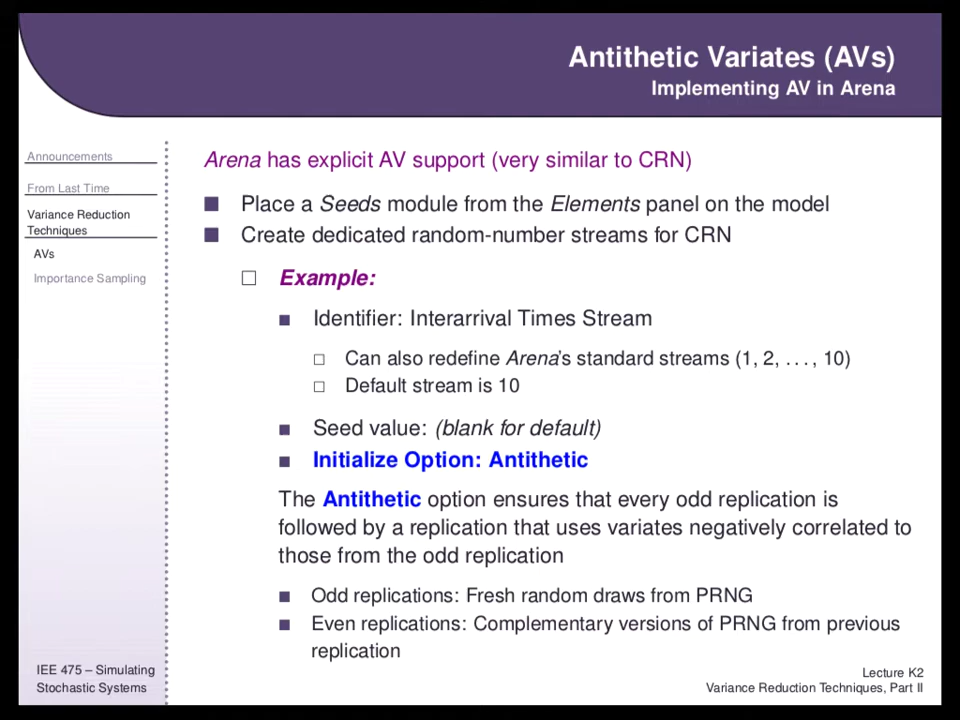 Antithetic Variates (AVs)
Implementing AV in Arena
Announcements
From Last Time
Variance Reduction
Techniques
AVs
Importance Sampling
Arena has explicit AV support (very similar to CRN)
Place a Seeds module from the Elements panel on the model
Create dedicated random-number streams for CRN
Example:
Identifier: Interarrival Times Stream
Can also redefine Arena's standard streams (1, 2, ..., 10)
Default stream is 10
Seed value: (blank for default)
Initialize Option: Antithetic
The Antithetic option ensures that every odd replication is
followed by a replication that uses variates negatively correlated to
those from the odd replication
Odd replications: Fresh random draws from PRNG
Even replications: Complementary versions of PRNG from previous
replication
IEE 475 – Simulating
Stochastic Systems
Lecture K2
Variance Reduction Techniques, Part II